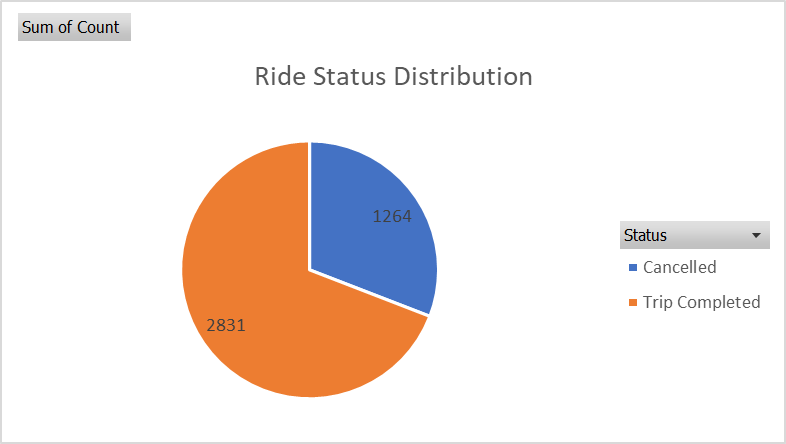 Sum of Count
Ride Status Distribution
1264
2831
Status
Cancelled
Trip Completed